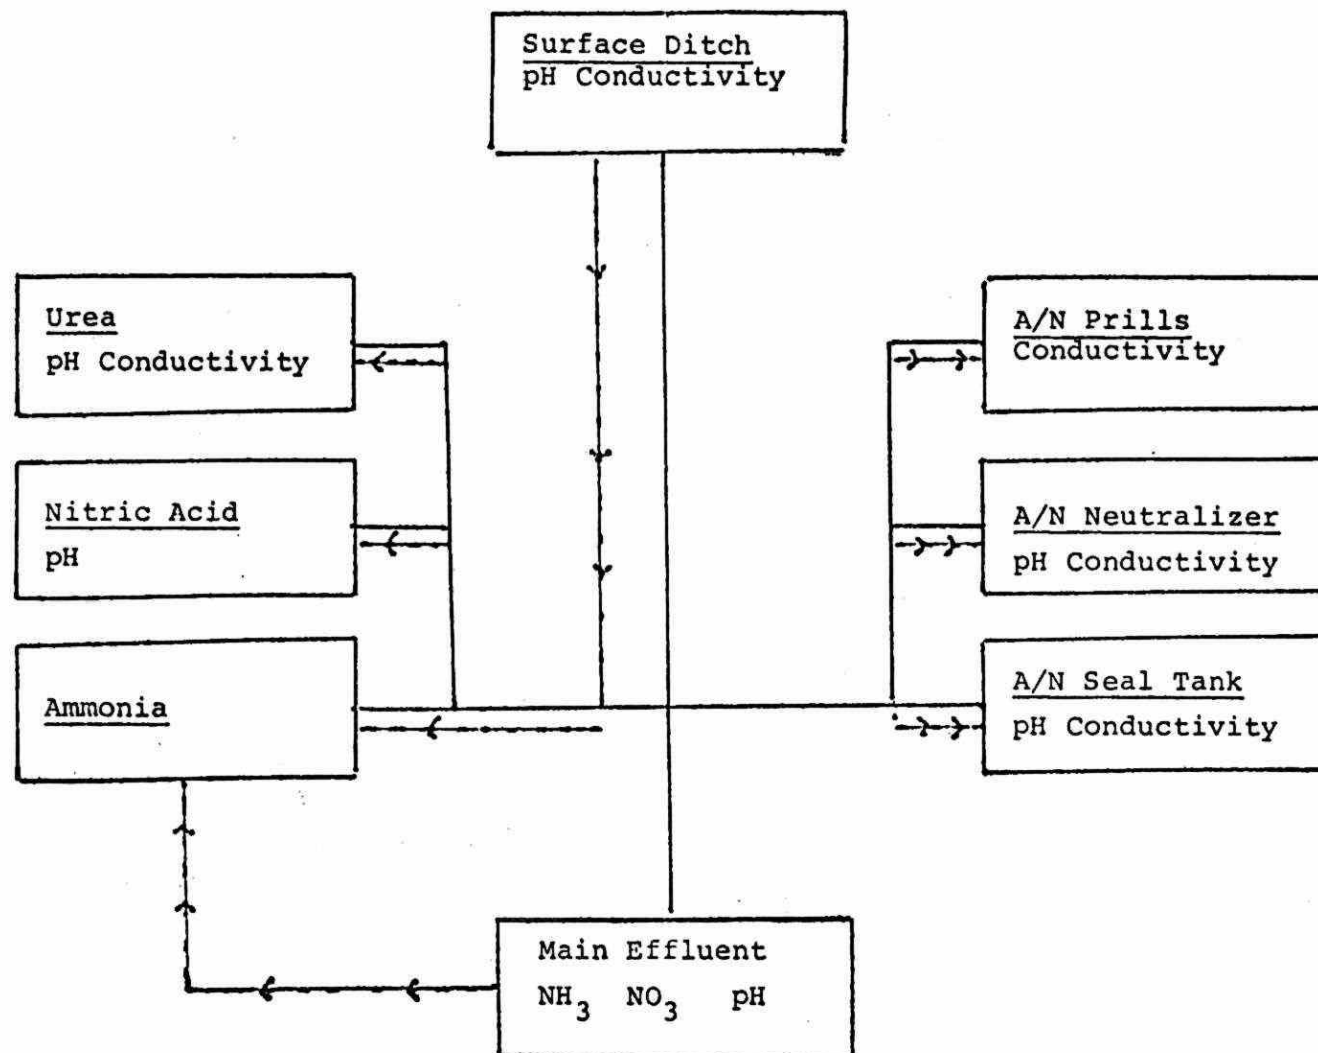 Surface Ditch
pH Conductivity
Urea
pH Conductivity
Nitric Acid
pH
Ammonia
A/N Prills
Conductivity
A/N Neutralizer
pH Conductivity
A/N Seal Tank
pH Conductivity
Main Effluent
NH3 NO3 pH